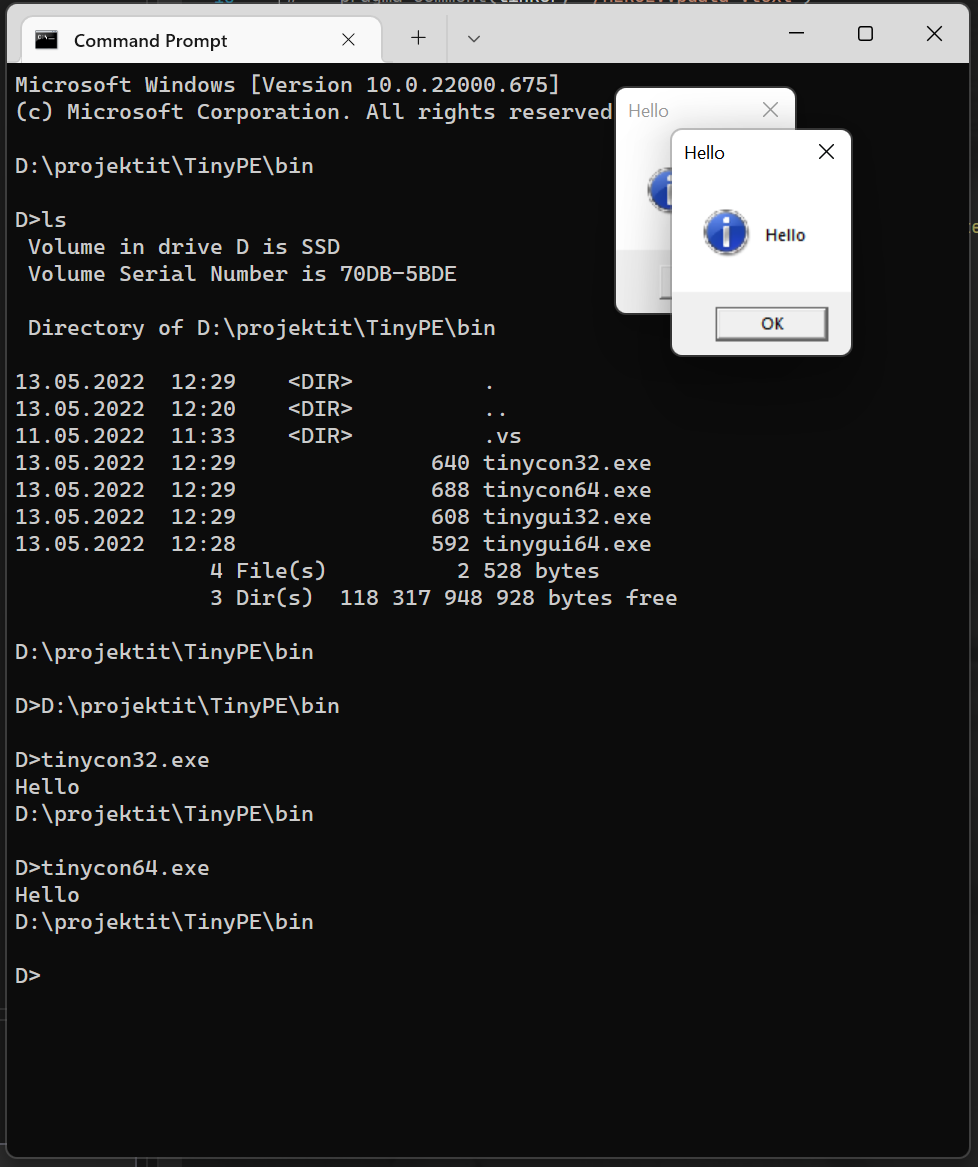 Command Prompt
Microsoft Windows [Version 10.0.22000.675]
(c) Microsoft Corporation. All rights reserved
D:\projektit\TinyPE\bin
D>ls
 Volume in drive D is SSD
 Volume Serial Number is 70DB-5BDE
 Directory of D:\projektit\TinyPE\bin
13.05.2022  12:29    <DIR>          .
13.05.2022  12:20    <DIR>          ..
11.05.2022  11:33    <DIR>          .vs
13.05.2022  12:29               640 tinycon32.exe
13.05.2022  12:29               688 tinycon64.exe
13.05.2022  12:29               608 tinygui32.exe
13.05.2022  12:28               592 tinygui64.exe
               4 File(s)          2 528 bytes
               3 Dir(s)  118 317 948 928 bytes free
D:\projektit\TinyPE\bin
D>D:\projektit\TinyPE\bin
D>tinycon32.exe
Hello
D:\projektit\TinyPE\bin
D>tinycon64.exe
Hello
D:\projektit\TinyPE\bin
D>
Hello
Hello
Hello
OK